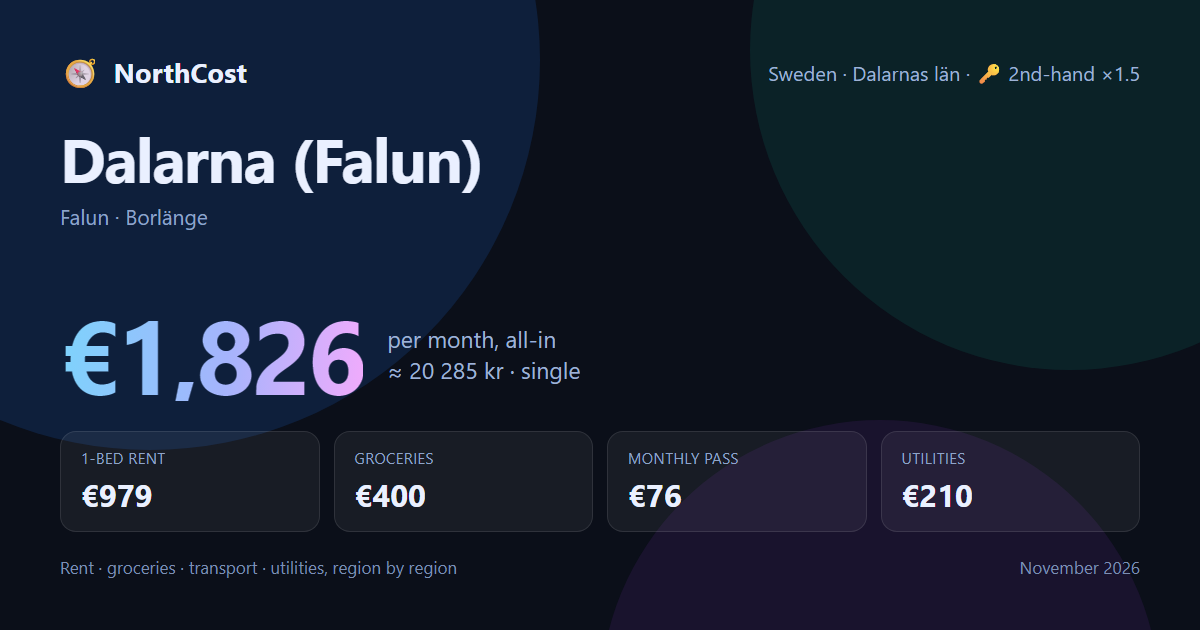 NorthCost
Sweden · Dalarnas län · 🔑 2nd-hand ×1.5
Dalarna (Falun)
Falun · Borlänge
€1,826
per month, all-in
≈ 20 285 kr · single
1-BED RENT
€979
GROCERIES
€400
MONTHLY PASS
€76
UTILITIES
€210
Rent · groceries · transport · utilities, region by region
November 2026